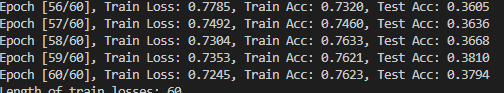 Epoch [56/60], Train Loss: 0.7785, Train Acc: 0.7320, Test Acc: 0.3605
Epoch [57/60], Train Loss: 0.7492, Train Acc: 0.7460, Test Acc: 0.3636
Epoch [58/60], Train Loss: 0.7304, Train Acc: 0.7633, Test Acc: 0.3668
Epoch [59/60], Train Loss: 0.7353, Train Acc: 0.7621, Test Acc: 0.3810
Epoch [60/60], Train Loss: 0.7245, Train Acc: 0.7623, Test Acc: 0.3794
Length of train losses: 60